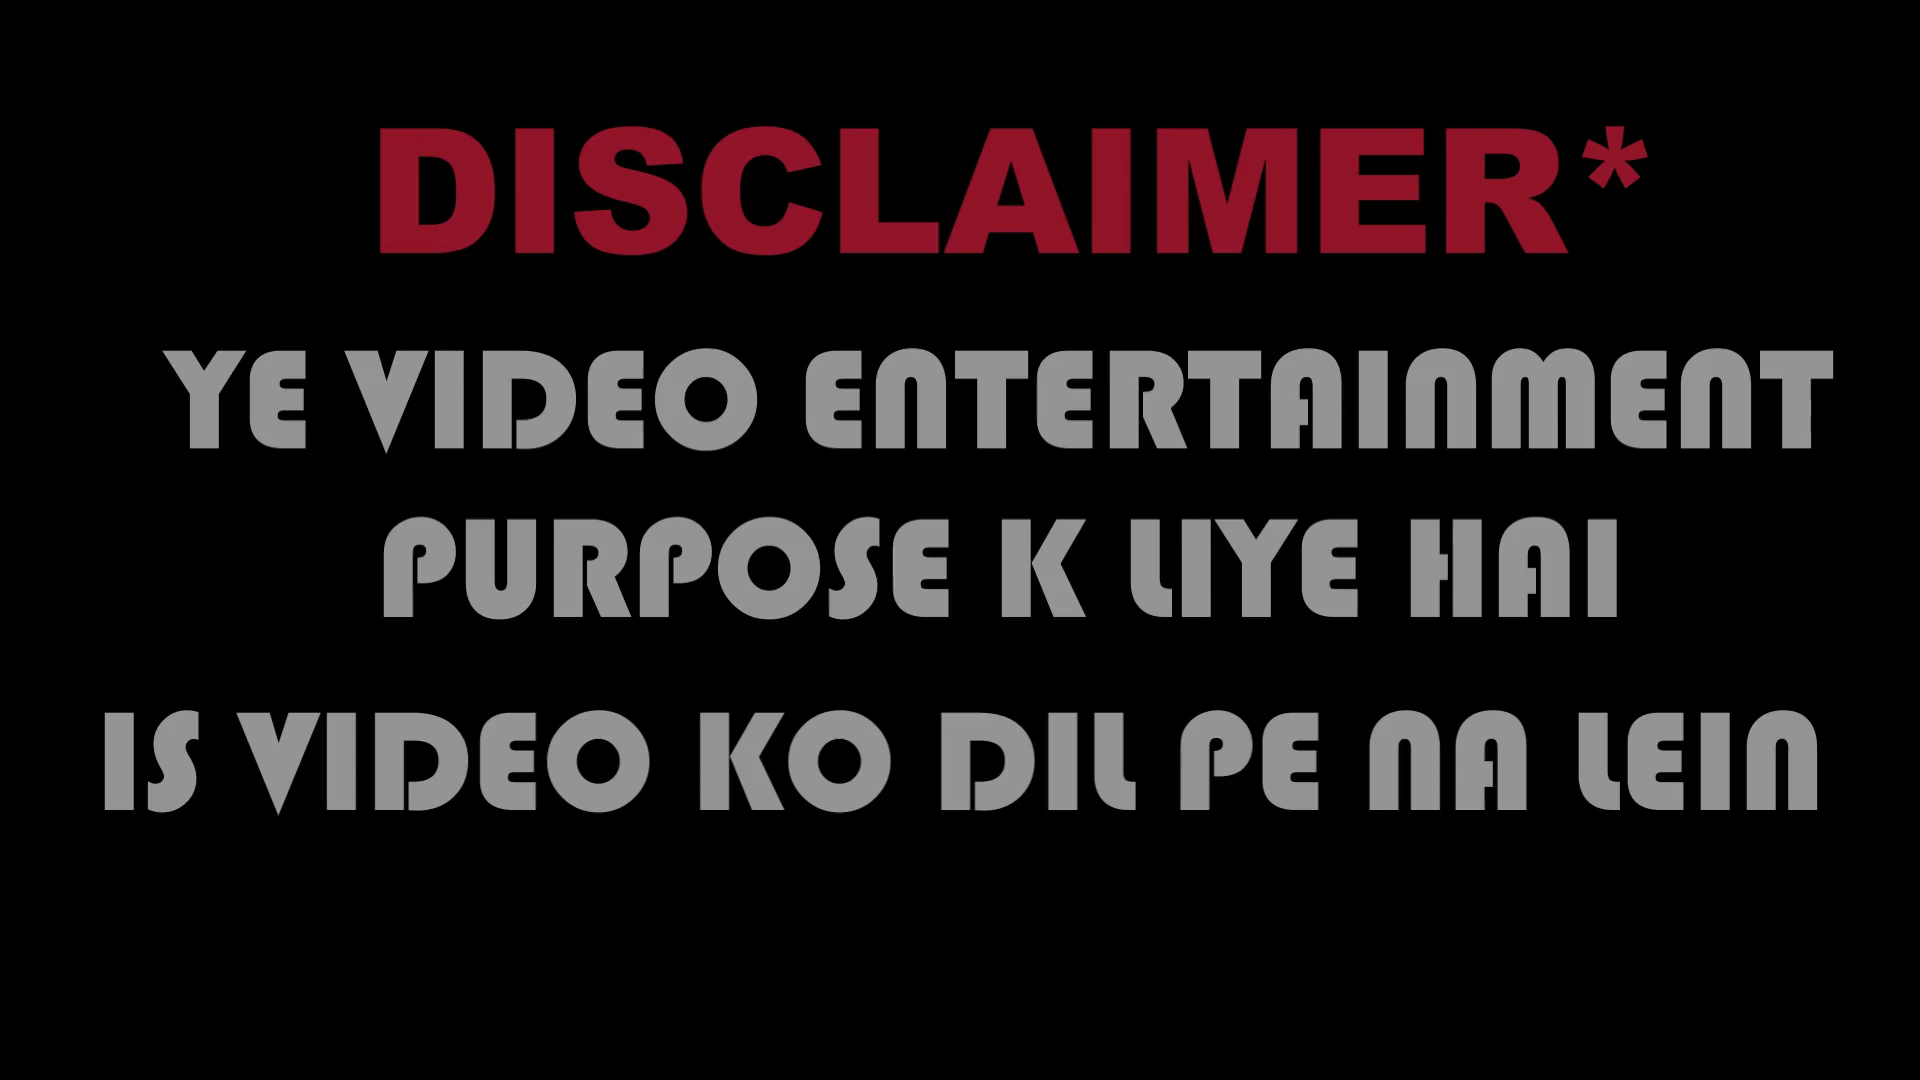 DISCLAIMER*
YE VIDEO ENTERTAINMENT
PURPOSE K LIYE HAI
IS VIDEO KO DIL PE NA LEIN